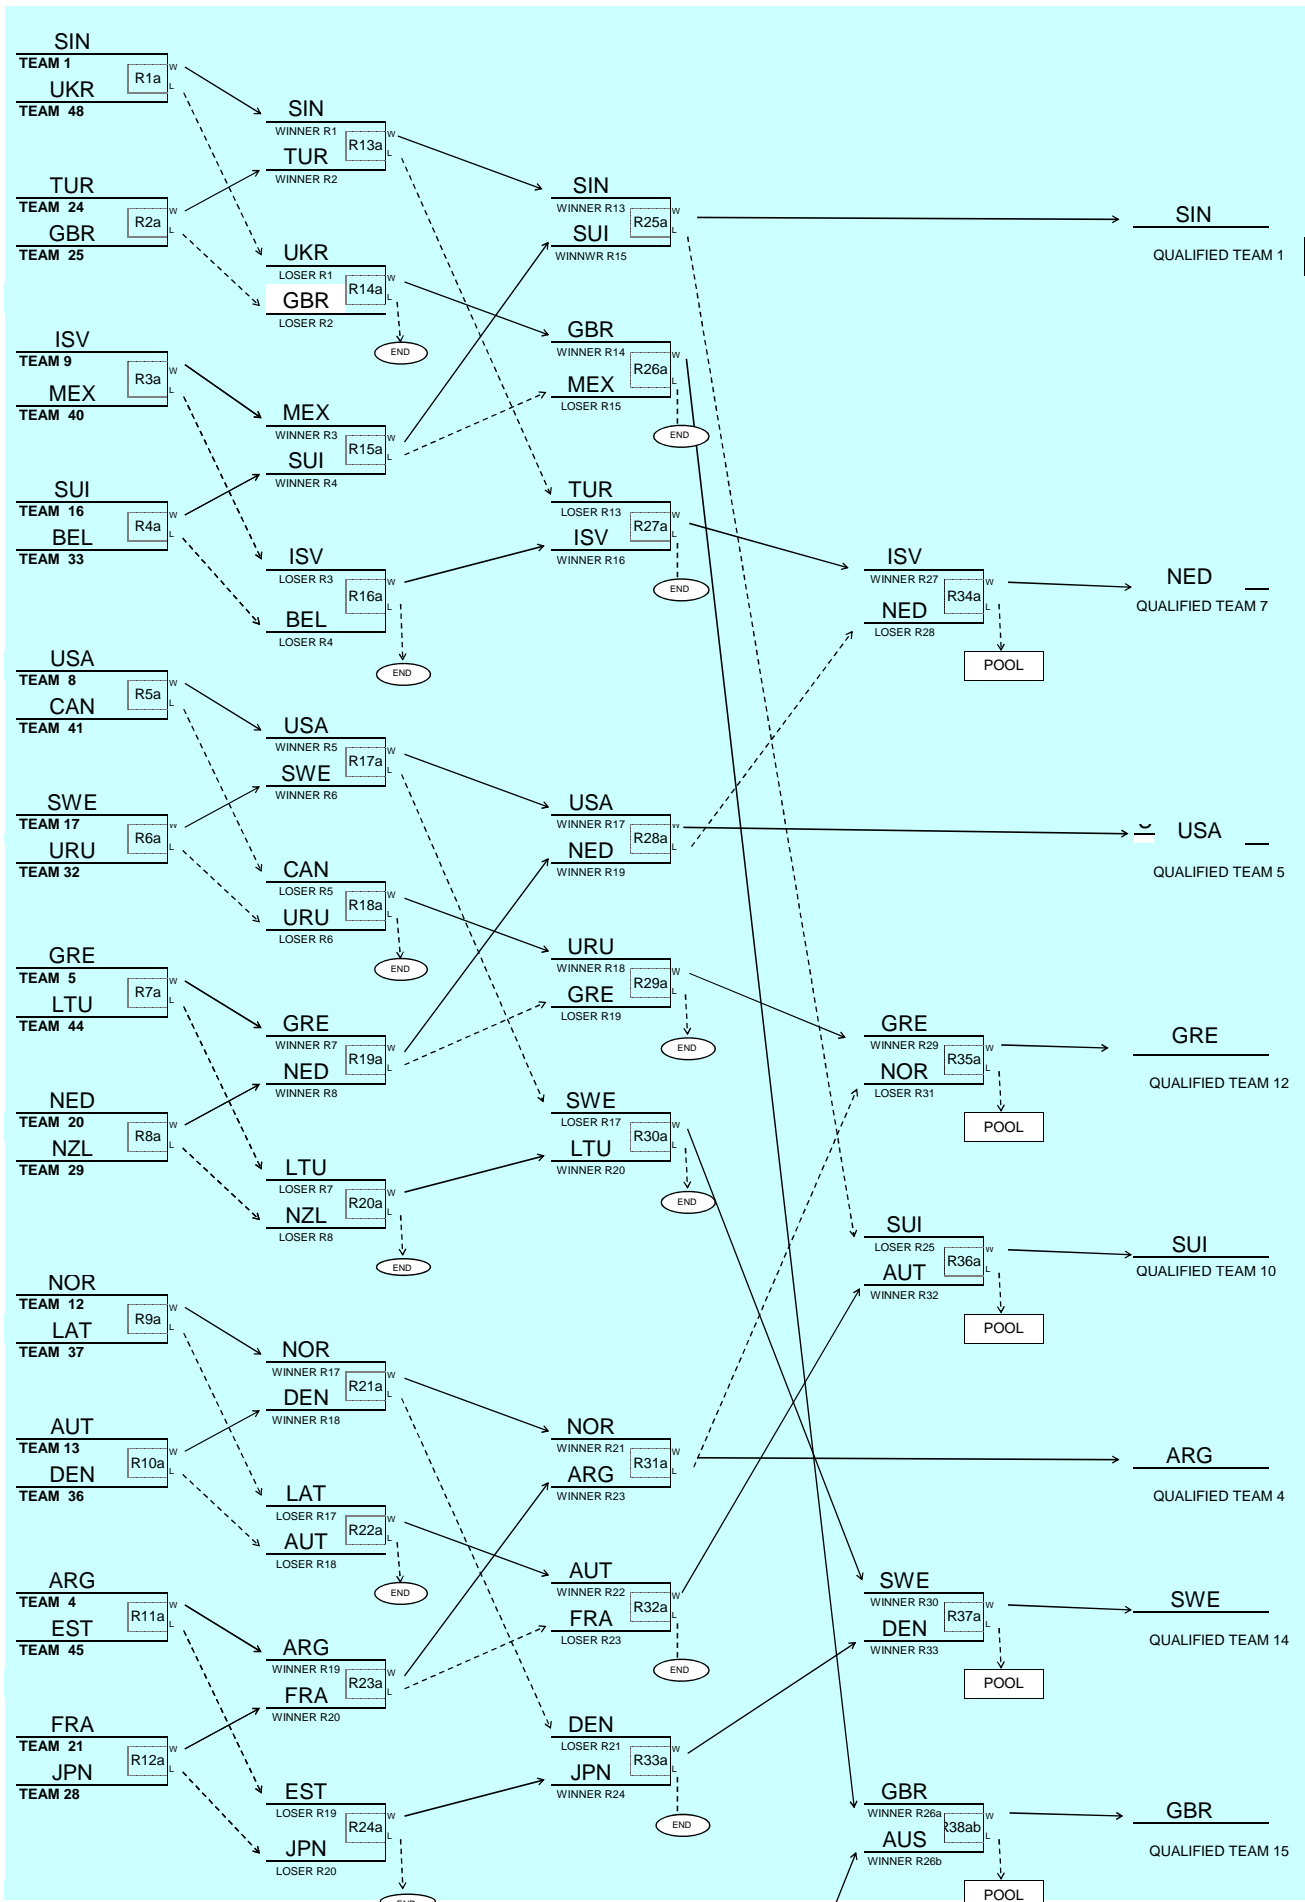 SIN
TEAM 1
R1a
W
L
UKR
TEAM 48
TUR
TEAM 24
R2a
W
L
GBR
TEAM 25
ISV
TEAM 9
R3a
W
L
MEX
TEAM 40
SUI
TEAM 16
R4a
W
L
BEL
TEAM 33
USA
TEAM 8
R5a
W
L
CAN
TEAM 41
SWE
TEAM 17
R6a
W
L
URU
TEAM 32
GRE
TEAM 5
R7a
W
L
LTU
TEAM 44
NED
TEAM 20
R8a
W
L
NZL
TEAM 29
NOR
TEAM 12
R9a
W
L
LAT
TEAM 37
AUT
TEAM 13
R10a
W
L
DEN
TEAM 36
ARG
TEAM 4
R11a
W
L
EST
TEAM 45
FRA
TEAM 21
R12a
W
L
JPN
TEAM 28
SIN
WINNER R1
R13a
W
L
TUR
WINNER R2
UKR
LOSER R1
R14a
W
L
GBR
LOSER R2
END
MEX
WINNER R3
R15a
W
L
SUI
WINNER R4
ISV
LOSER R3
R16a
W
L
BEL
LOSER R4
END
USA
WINNER R5
R17a
W
L
SWE
WINNER R6
CAN
LOSER R5
R18a
W
L
URU
LOSER R6
END
GRE
WINNER R7
R19a
W
L
NED
WINNER R8
LTU
LOSER R7
R20a
W
L
NZL
LOSER R8
END
NOR
WINNER R17
R21a
W
L
DEN
WINNER R18
LAT
LOSER R17
R22a
W
L
AUT
LOSER R18
END
ARG
WINNER R19
R23a
W
L
FRA
WINNER R20
EST
LOSER R19
R24a
W
L
JPN
LOSER R20
SIN
WINNER R13
R25a
W
L
SUI
WINNWR R15
GBR
WINNER R14
R26a
W
L
MEX
LOSER R15
END
TUR
LOSER R13
R27a
W
L
ISV
WINNER R16
END
USA
WINNER R17
R28a
W
L
NED
WINNER R19
URU
WINNER R18
R29a
W
L
GRE
LOSER R19
END
SWE
LOSER R17
R30a
W
L
LTU
WINNER R20
END
NOR
WINNER R21
R31a
W
L
ARG
WINNER R23
AUT
WINNER R22
R32a
W
L
FRA
LOSER R23
END
DEN
LOSER R21
R33a
W
L
JPN
WINNER R24
END
ISV
WINNER R27
R34a
W
L
NED
LOSER R28
POOL
GRE
WINNER R29
R35a
W
L
NOR
LOSER R31
POOL
SUI
LOSER R25
R36a
W
L
AUT
WINNER R32
POOL
SWE
WINNER R30
R37a
W
L
DEN
WINNER R33
POOL
GBR
WINNER R26a
R38ab
W
L
AUS
WINNER R26b
POOL
SIN
QUALIFIED TEAM 1
NED
QUALIFIED TEAM 7
USA
QUALIFIED TEAM 5
GRE
QUALIFIED TEAM 12
SUI
QUALIFIED TEAM 10
ARG
QUALIFIED TEAM 4
SWE
QUALIFIED TEAM 14
GBR
QUALIFIED TEAM 15